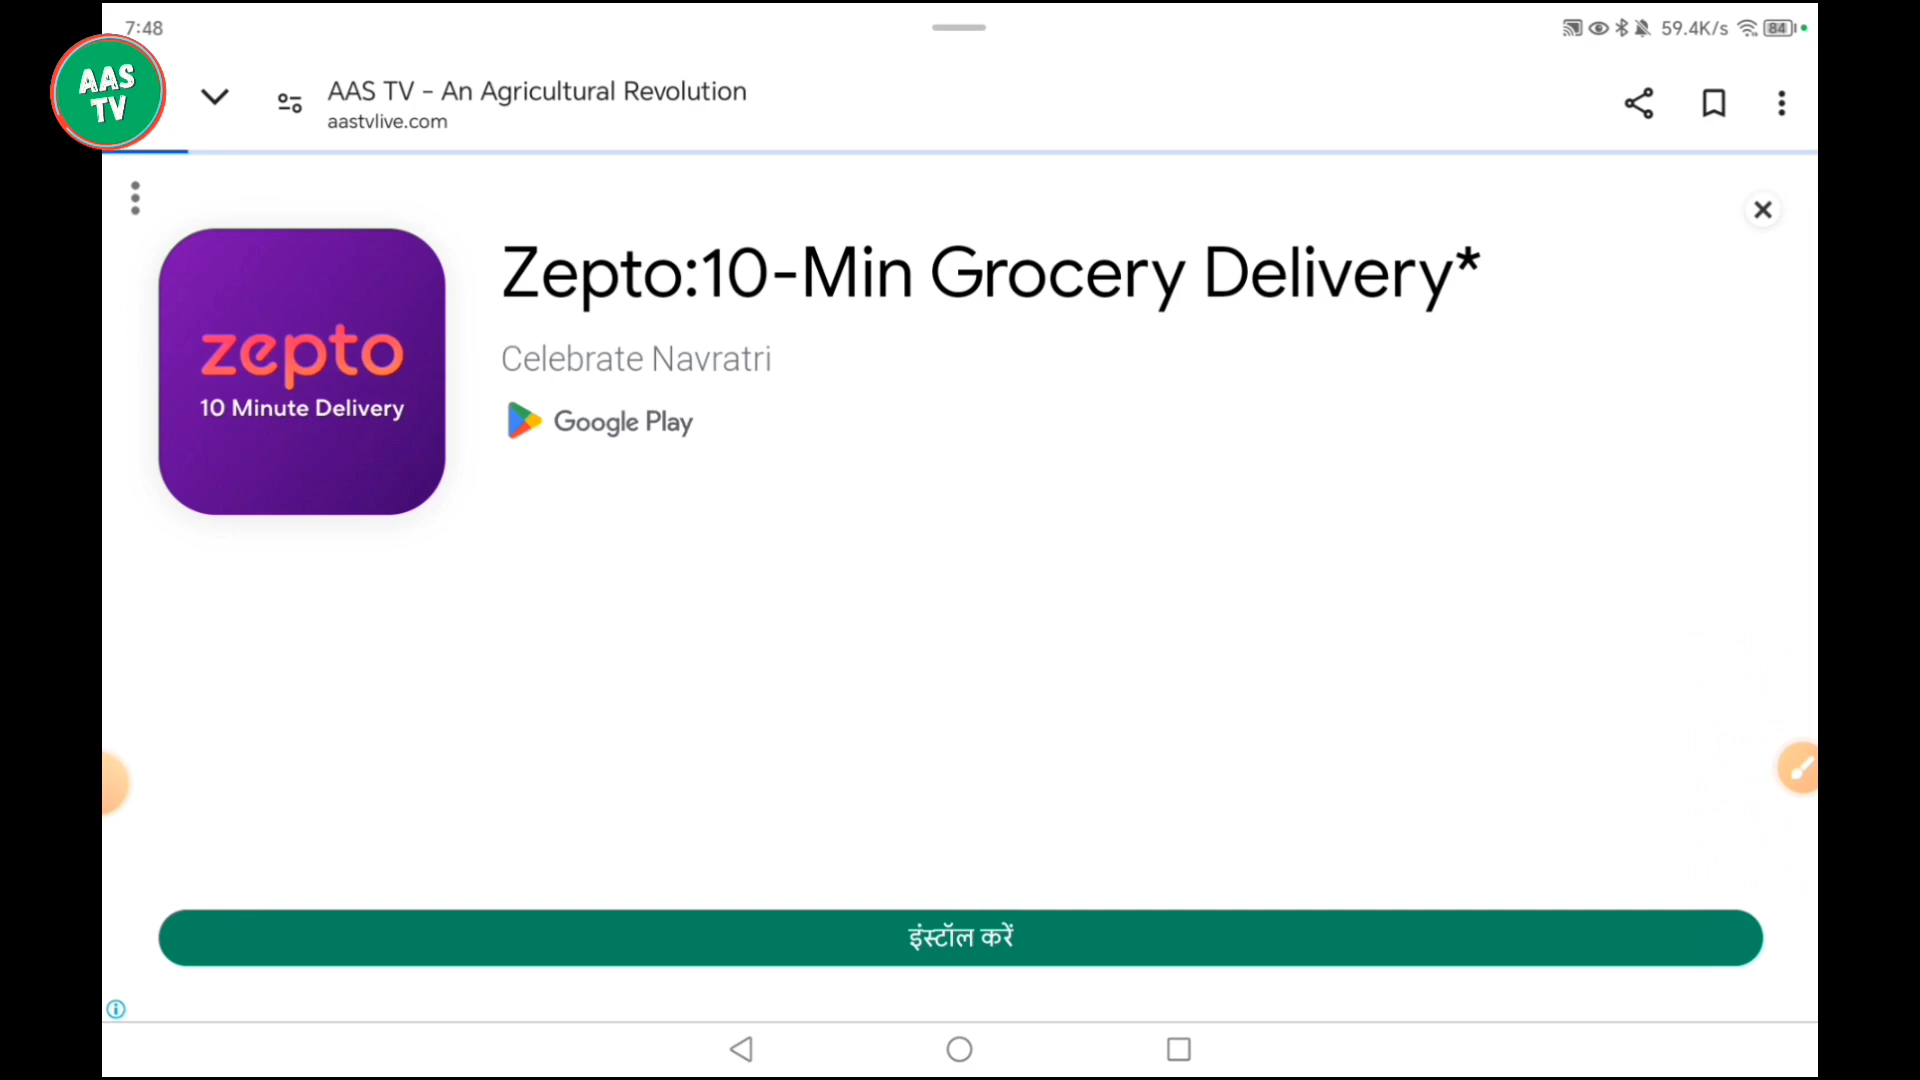 7:48
59.4K/s
84
AAS
TV
AAS TV - An Agricultural Revolution
aastvlive.com
Zepto:10-Min Grocery Delivery*
Celebrate Navratri
Google Play
zepto
10 Minute Delivery
इंस्टॉल करें